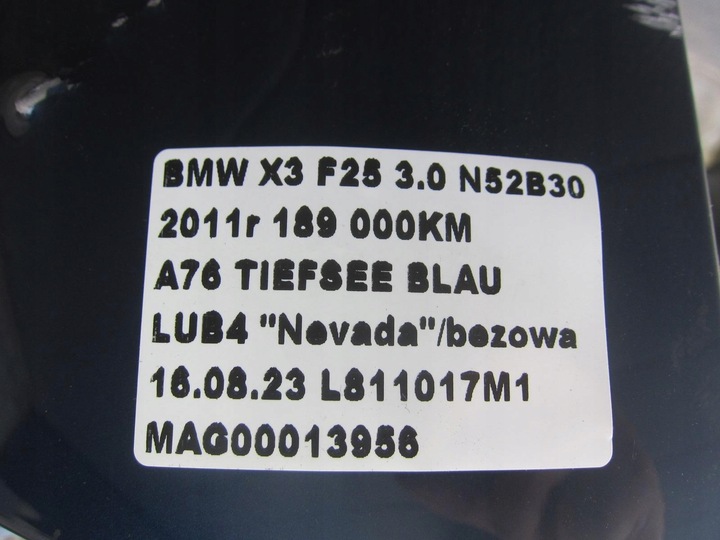 BMW X3 F25 3.0 N52B30
2011r 189 000KM
A76 TIEFSEE BLAU
LUB4 "Nevada"/bezowa
16.08.23 L811017M1
MAG00013956